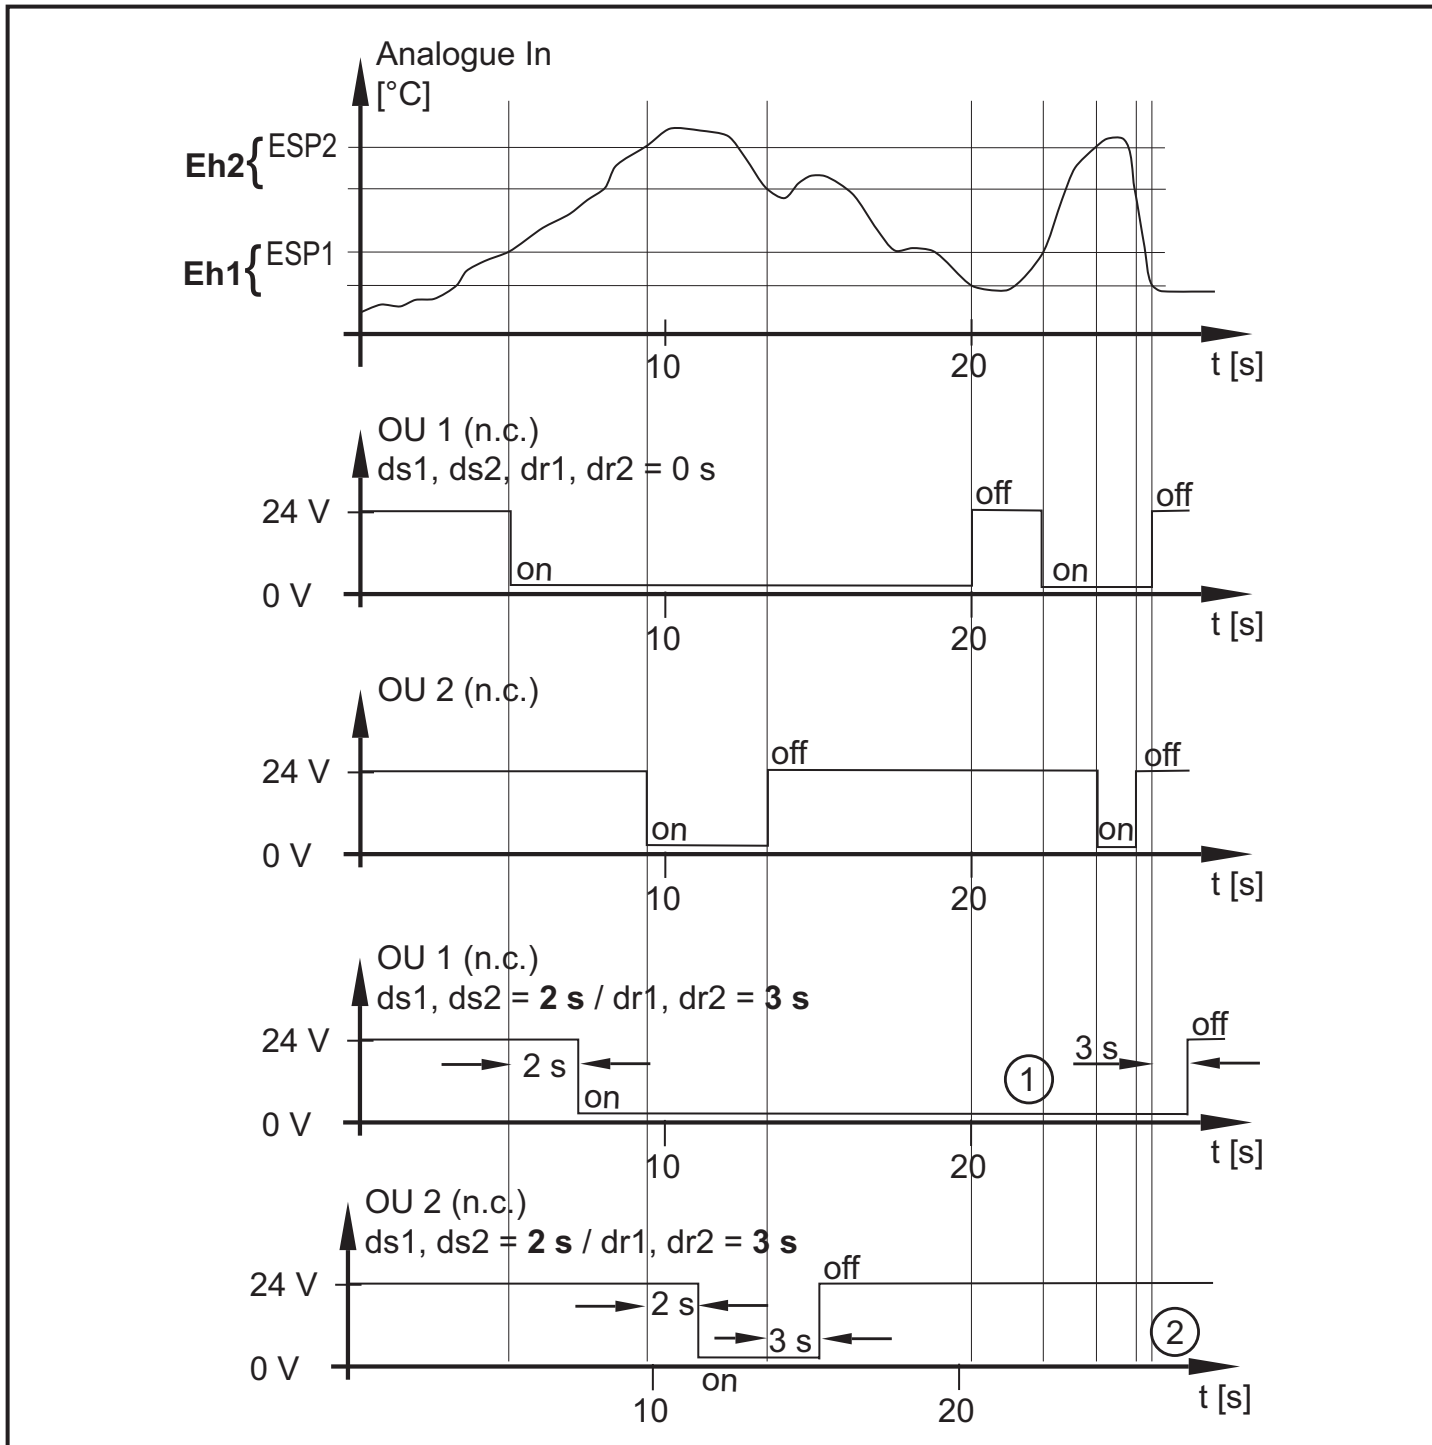 Analogue In
[°C]
Eh2{ ESP2
Eh1{ ESP1
10
20
t [s]
OU 1 (n.c.)
ds1, ds2, dr1, dr2 = 0 s
24 V
off
off
on
on
0 V
10
20
t [s]
OU 2 (n.c.)
24 V
off
off
on
on
0 V
10
20
t [s]
OU 1 (n.c.)
ds1, ds2 = 2 s / dr1, dr2 = 3 s
24 V
off
2 s
1
3 s
on
0 V
10
20
t [s]
OU 2 (n.c.)
ds1, ds2 = 2 s / dr1, dr2 = 3 s
24 V
off
2 s
3 s
2
0 V
on
10
20
t [s]